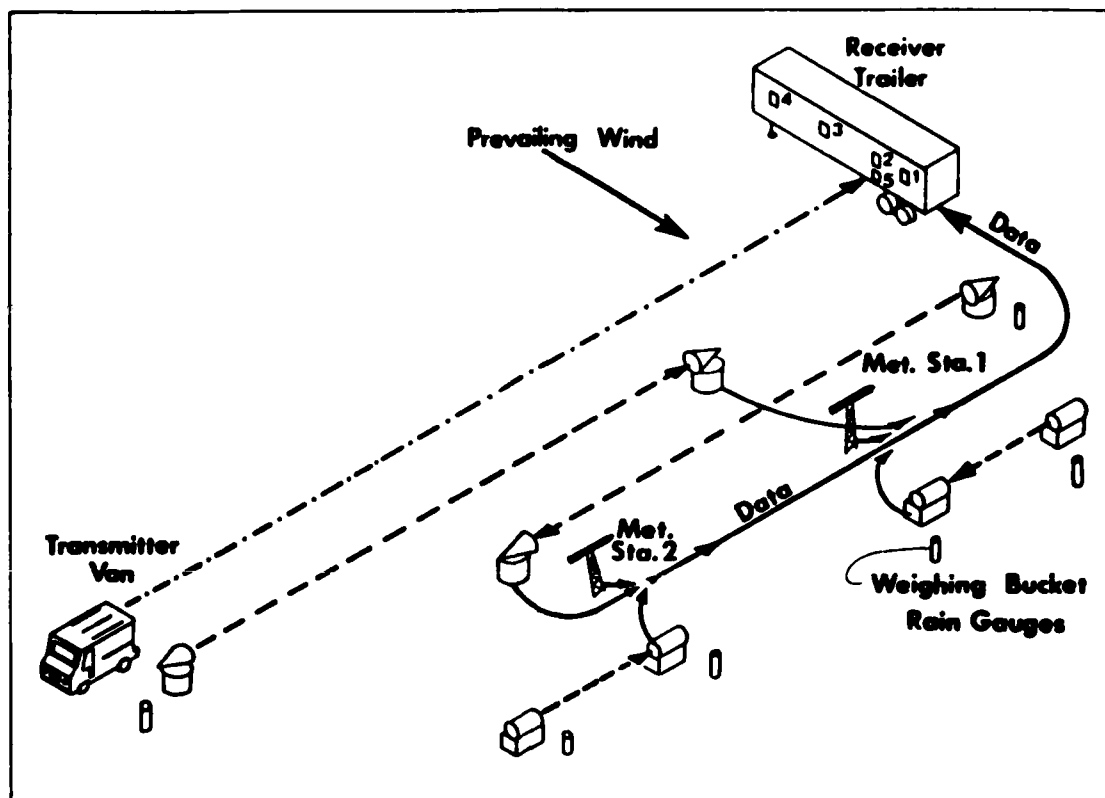 Receiver
Trailer
4
3
2
5
1
Prevailing Wind
Data
Met. Sta. 1
Data
Met.
Sta. 2
Transmitter
Van
Weighing Bucket
Rain Gauges